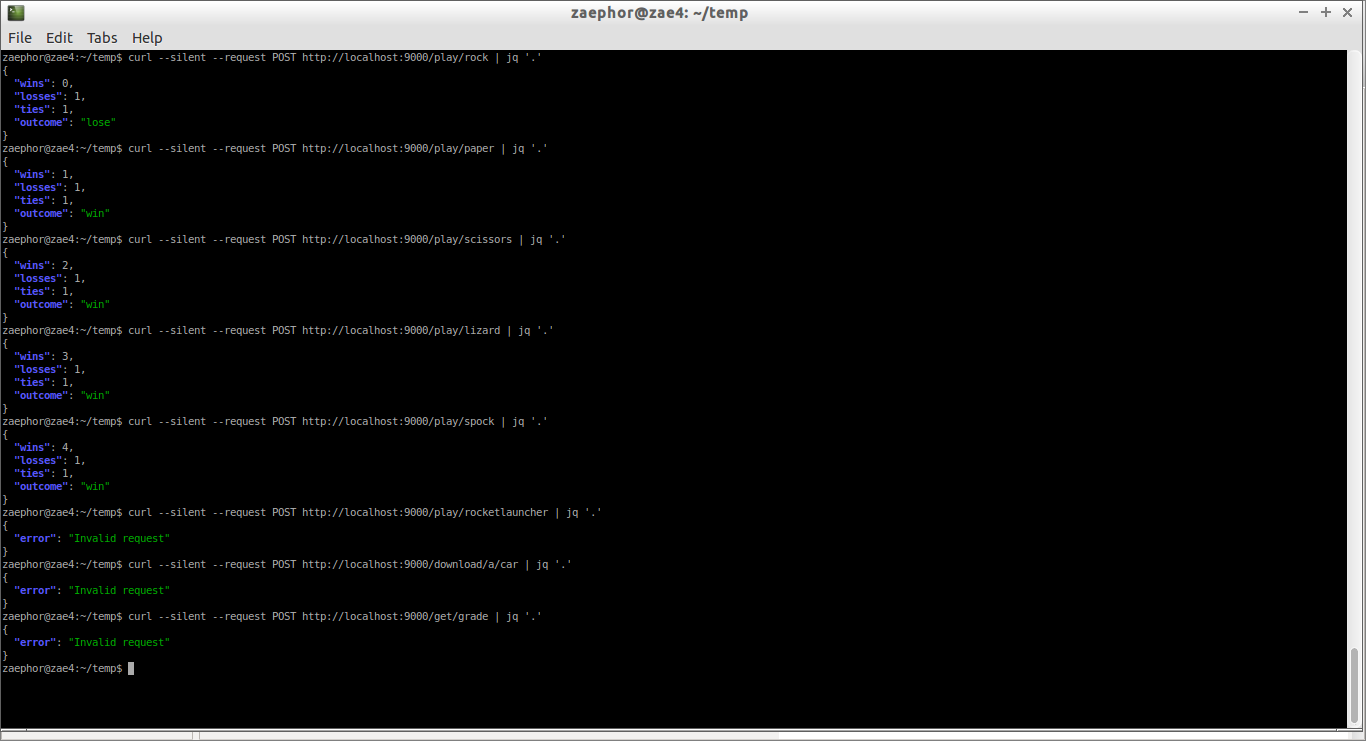 zaephor@zae4: ~/temp
File Edit Tabs Help
zaephor@zae4:~/temp$ curl --silent --request POST http://localhost:9000/play/rock | jq '.'
{
  "wins": 0,
  "losses": 1,
  "ties": 1,
  "outcome": "lose"
}
zaephor@zae4:~/temp$ curl --silent --request POST http://localhost:9000/play/paper | jq '.'
{
  "wins": 1,
  "losses": 1,
  "ties": 1,
  "outcome": "win"
}
zaephor@zae4:~/temp$ curl --silent --request POST http://localhost:9000/play/scissors | jq '.'
{
  "wins": 2,
  "losses": 1,
  "ties": 1,
  "outcome": "win"
}
zaephor@zae4:~/temp$ curl --silent --request POST http://localhost:9000/play/lizard | jq '.'
{
  "wins": 3,
  "losses": 1,
  "ties": 1,
  "outcome": "win"
}
zaephor@zae4:~/temp$ curl --silent --request POST http://localhost:9000/play/spock | jq '.'
{
  "wins": 4,
  "losses": 1,
  "ties": 1,
  "outcome": "win"
}
zaephor@zae4:~/temp$ curl --silent --request POST http://localhost:9000/play/rocketlauncher | jq '.'
{
  "error": "Invalid request"
}
zaephor@zae4:~/temp$ curl --silent --request POST http://localhost:9000/download/a/car | jq '.'
{
  "error": "Invalid request"
}
zaephor@zae4:~/temp$ curl --silent --request POST http://localhost:9000/get/grade | jq '.'
{
  "error": "Invalid request"
}
zaephor@zae4:~/temp$